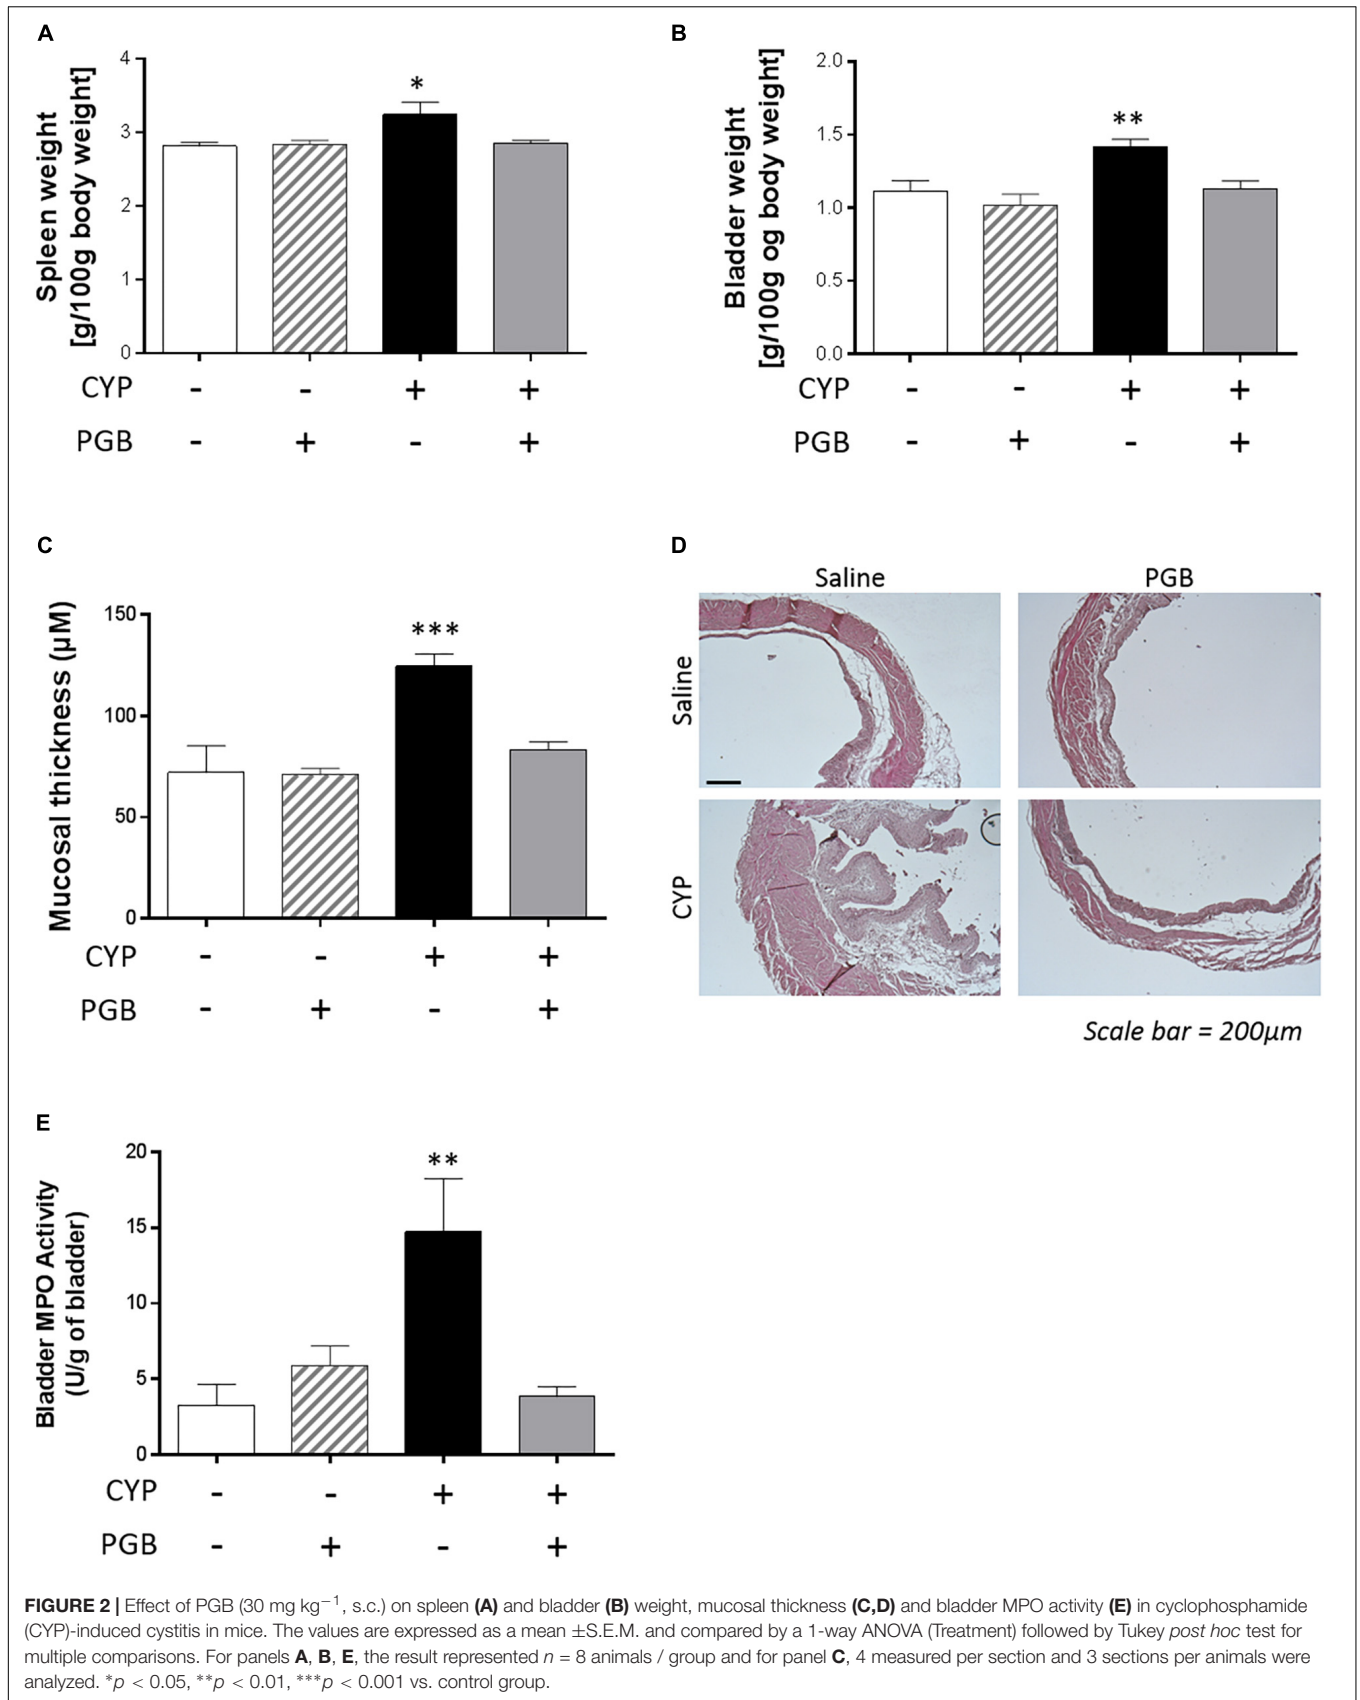 A
Spleen weight
[g/100g body weight]
4
3
2
1
0
*
CYP - - + +
PGB - + - +
B
Bladder weight
[g/100g og body weight]
2.0
1.5
1.0
0.5
0.0
**
CYP - - + +
PGB - + - +
C
Mucosal thickness (µM)
150
100
50
0
***
CYP - - + +
PGB - + - +
D
Saline PGB
Saline
CYP
Scale bar = 200µm
E
Bladder MPO Activity
(U/g of bladder)
20
15
10
5
0
**
CYP - - + +
PGB - + - +
FIGURE 2 | Effect of PGB (30 mg kg−1, s.c.) on spleen (A) and bladder (B) weight, mucosal thickness (C,D) and bladder MPO activity (E) in cyclophosphamide
(CYP)-induced cystitis in mice. The values are expressed as a mean ±S.E.M. and compared by a 1-way ANOVA (Treatment) followed by Tukey post hoc test for
multiple comparisons. For panels A, B, E, the result represented n = 8 animals / group and for panel C, 4 measured per section and 3 sections per animals were
analyzed. *p < 0.05, **p < 0.01, ***p < 0.001 vs. control group.